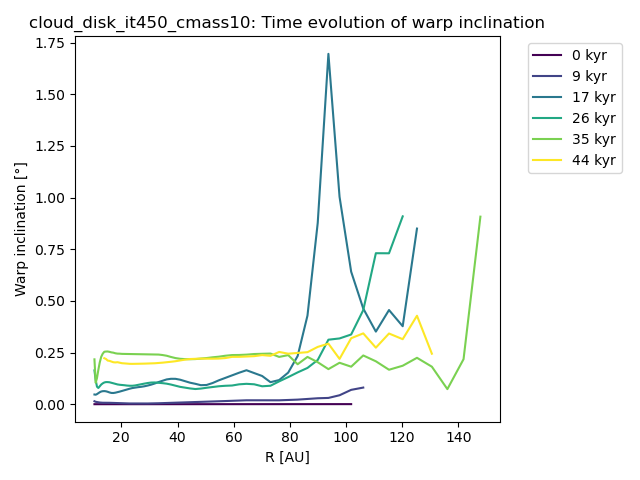 cloud_disk_it450_cmass10: Time evolution of warp inclination
1.75
1.50
1.25
1.00
0.75
0.50
0.25
0.00
Warp inclination [°]
20 40 60 80 100 120 140
R [AU]
0 kyr
9 kyr
17 kyr
26 kyr
35 kyr
44 kyr